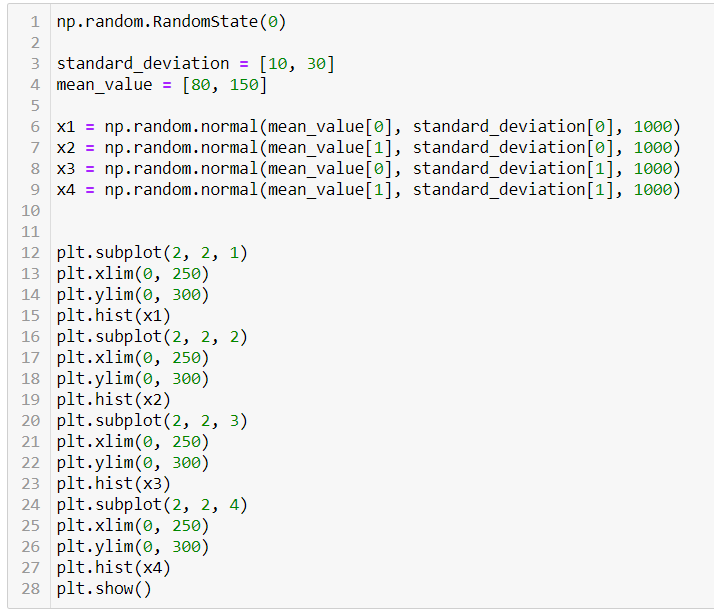 1 np.random.RandomState(0)
2
3 standard_deviation = [10, 30]
4 mean_value = [80, 150]
5
6 x1 = np.random.normal(mean_value[0], standard_deviation[0], 1000)
7 x2 = np.random.normal(mean_value[1], standard_deviation[0], 1000)
8 x3 = np.random.normal(mean_value[0], standard_deviation[1], 1000)
9 x4 = np.random.normal(mean_value[1], standard_deviation[1], 1000)
10
11
12 plt.subplot(2, 2, 1)
13 plt.xlim(0, 250)
14 plt.ylim(0, 300)
15 plt.hist(x1)
16 plt.subplot(2, 2, 2)
17 plt.xlim(0, 250)
18 plt.ylim(0, 300)
19 plt.hist(x2)
20 plt.subplot(2, 2, 3)
21 plt.xlim(0, 250)
22 plt.ylim(0, 300)
23 plt.hist(x3)
24 plt.subplot(2, 2, 4)
25 plt.xlim(0, 250)
26 plt.ylim(0, 300)
27 plt.hist(x4)
28 plt.show()